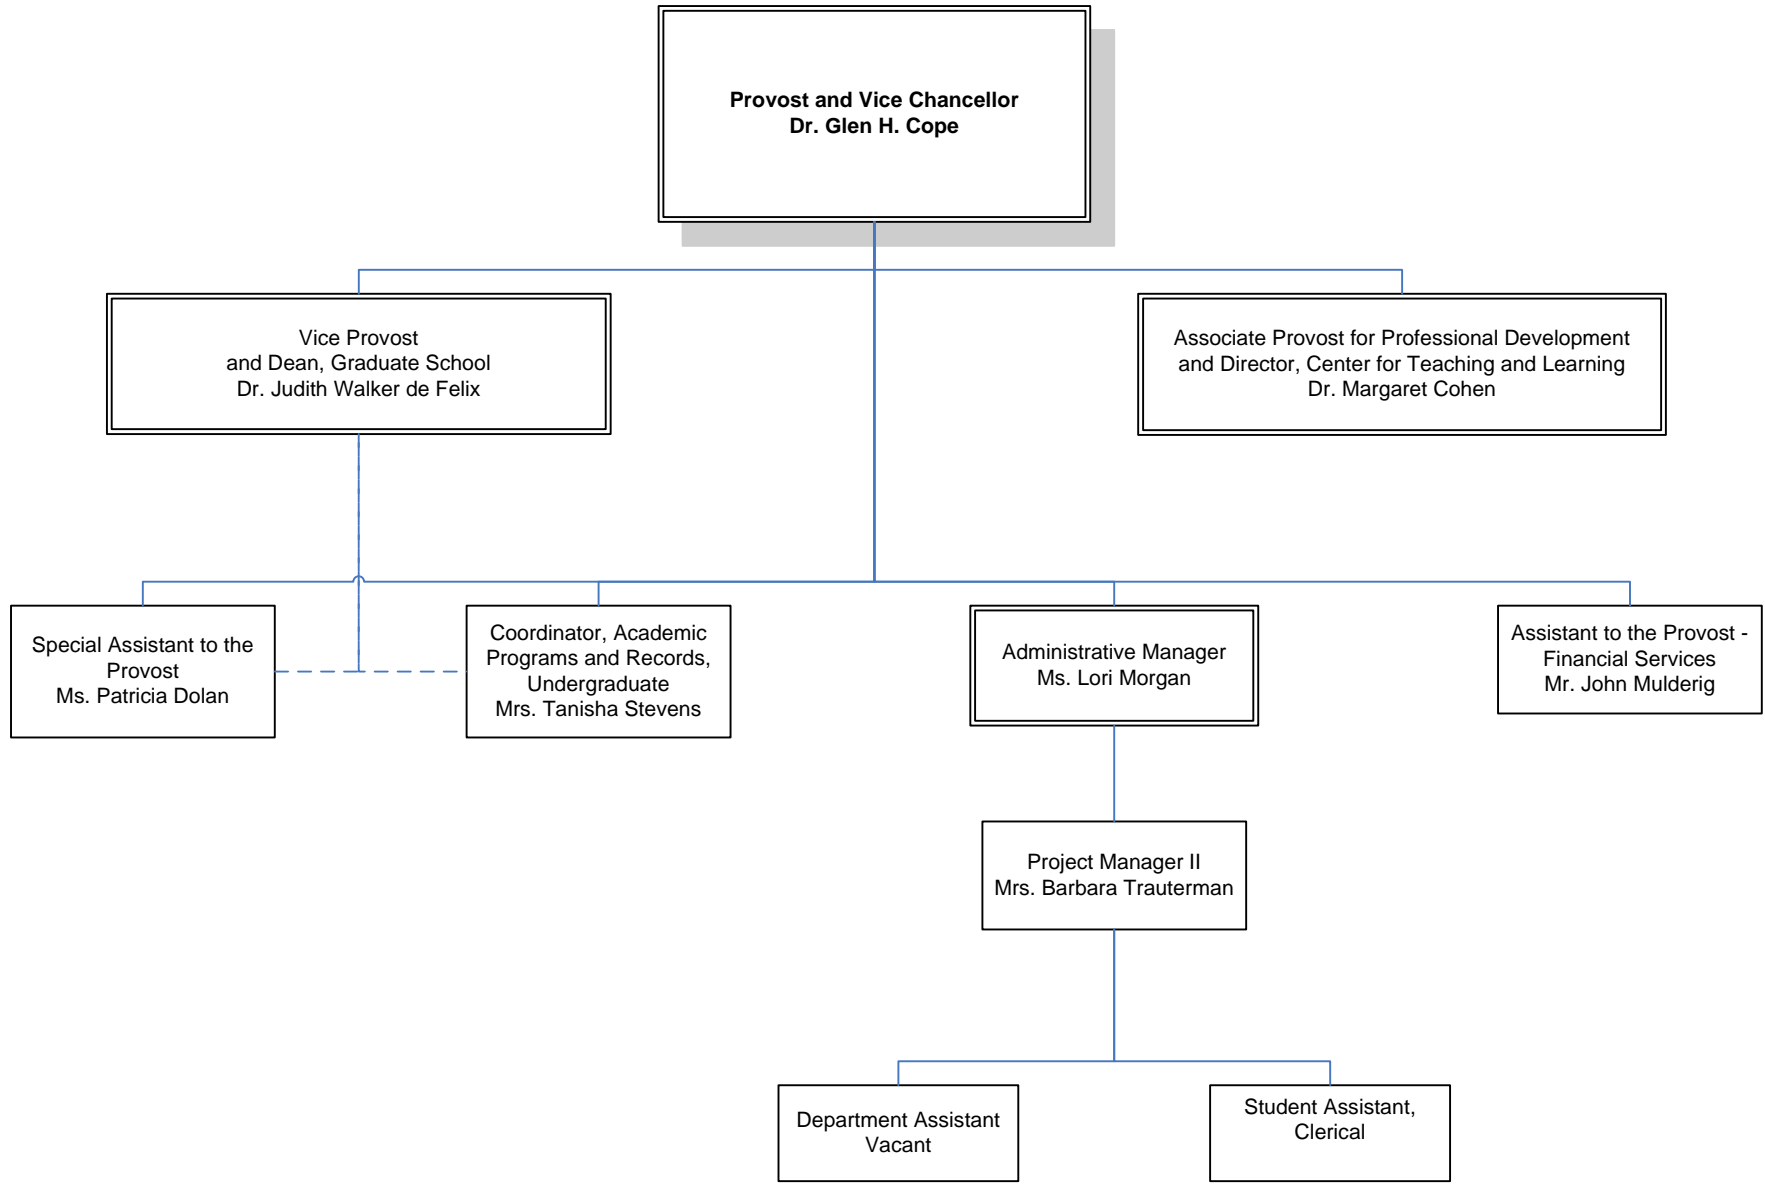 Provost and Vice Chancellor
Dr. Glen H. Cope
Vice Provost
and Dean, Graduate School
Dr. Judith Walker de Felix
Associate Provost for Professional Development
and Director, Center for Teaching and Learning
Dr. Margaret Cohen
Special Assistant to the
Provost
Ms. Patricia Dolan
Coordinator, Academic
Programs and Records,
Undergraduate
Mrs. Tanisha Stevens
Administrative Manager
Ms. Lori Morgan
Assistant to the Provost -
Financial Services
Mr. John Mulderig
Project Manager II
Mrs. Barbara Trauterman
Department Assistant
Vacant
Student Assistant,
Clerical